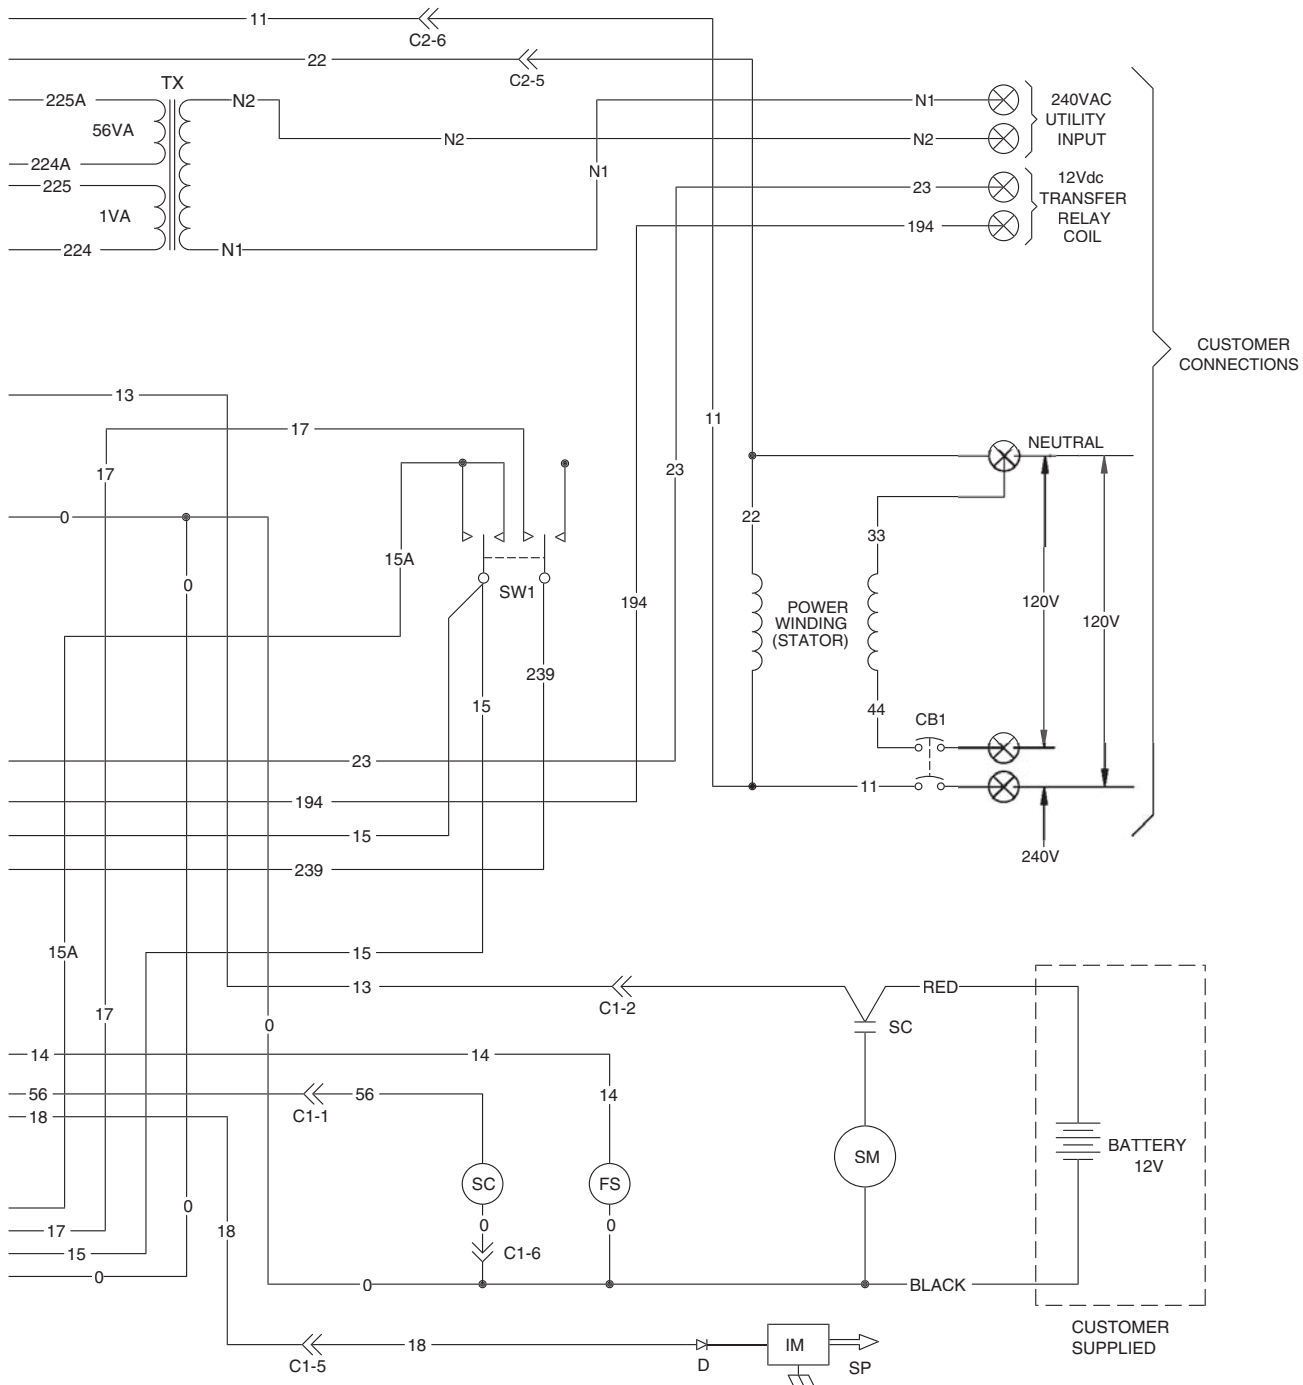 11
C2-6
22
C2-5
TX
225A
N2
N1
240VAC
UTILITY
INPUT
56VA
N2
N2
224A
N1
225
12Vdc
TRANSFER
RELAY
COIL
23
1VA
194
224
N1
CUSTOMER
CONNECTIONS
13
11
17
NEUTRAL
17
23
0
22
33
15A
0
SW1
194
POWER
WINDING
(STATOR)
120V
120V
239
15
44
CB1
23
11
194
15
240V
239
15A
15
13
C1-2
RED
17
0
SC
14
14
56
56
14
18
C1-1
SC
FS
SM
BATTERY
12V
0
17
18
0
0
15
C1-6
0
0
BLACK
CUSTOMER
SUPPLIED
18
IM
C1-5
D
SP